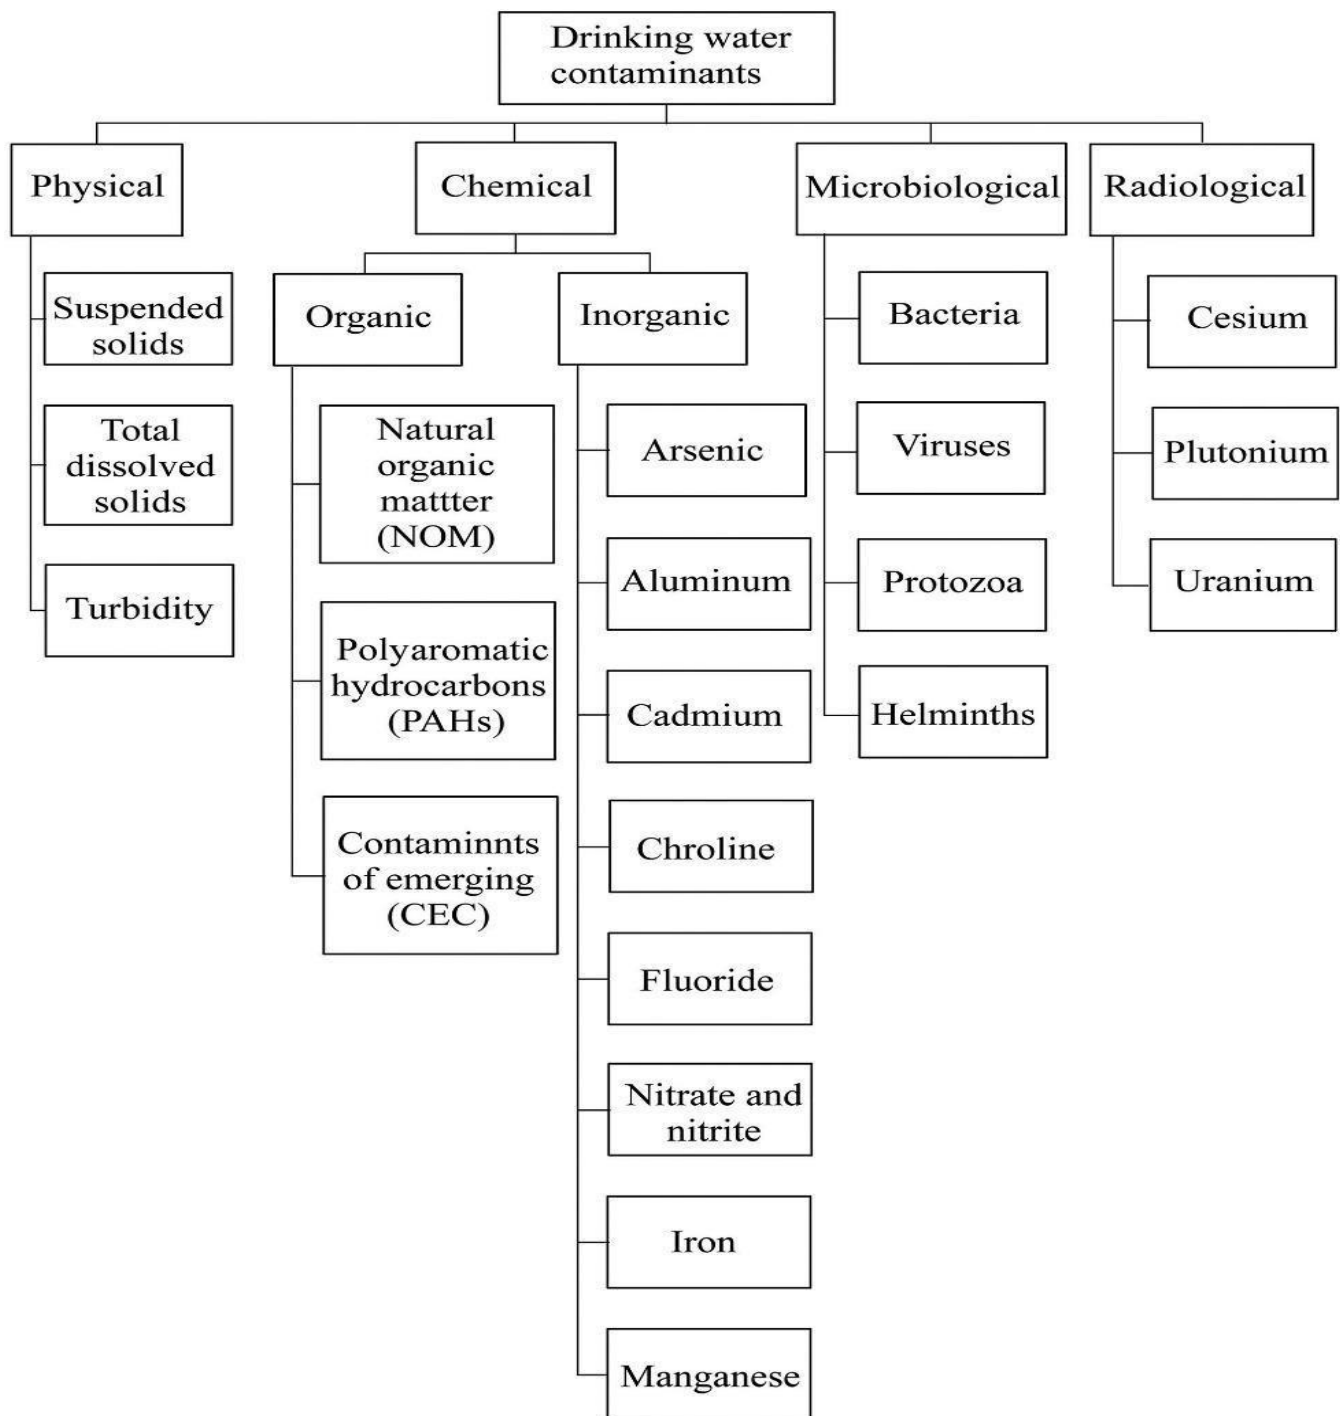 Drinking water
contaminants
Physical
Chemical
Microbiological
Radiological
Suspended
solids
Total
dissolved
solids
Turbidity
Organic
Natural
organic
mattter
(NOM)
Polyaromatic
hydrocarbons
(PAHs)
Contaminnts
of emerging
(CEC)
Inorganic
Arsenic
Aluminum
Cadmium
Chroline
Fluoride
Nitrate and
nitrite
Iron
Manganese
Bacteria
Viruses
Protozoa
Helminths
Cesium
Plutonium
Uranium